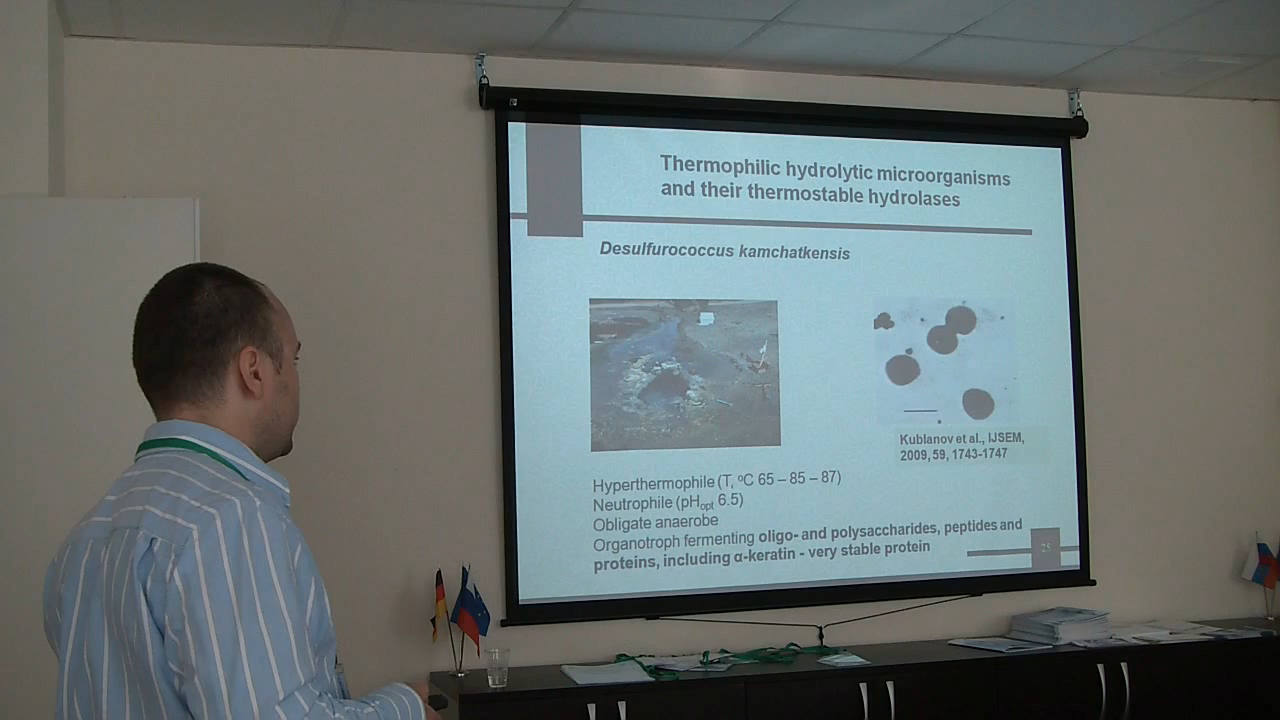 Thermophilic hydrolytic microorganisms
and their thermostable hydrolases
Desulfurococcus kamchatkensis
Kublanov et al., IJSEM,
2009, 59, 1743-1747
Hyperthermophile (T, ºC 65 – 85 – 87)
Neutrophile (pHopt 6.5)
Obligate anaerobe
Organotroph fermenting oligo- and polysaccharides, peptides and
proteins, including α-keratin - very stable protein